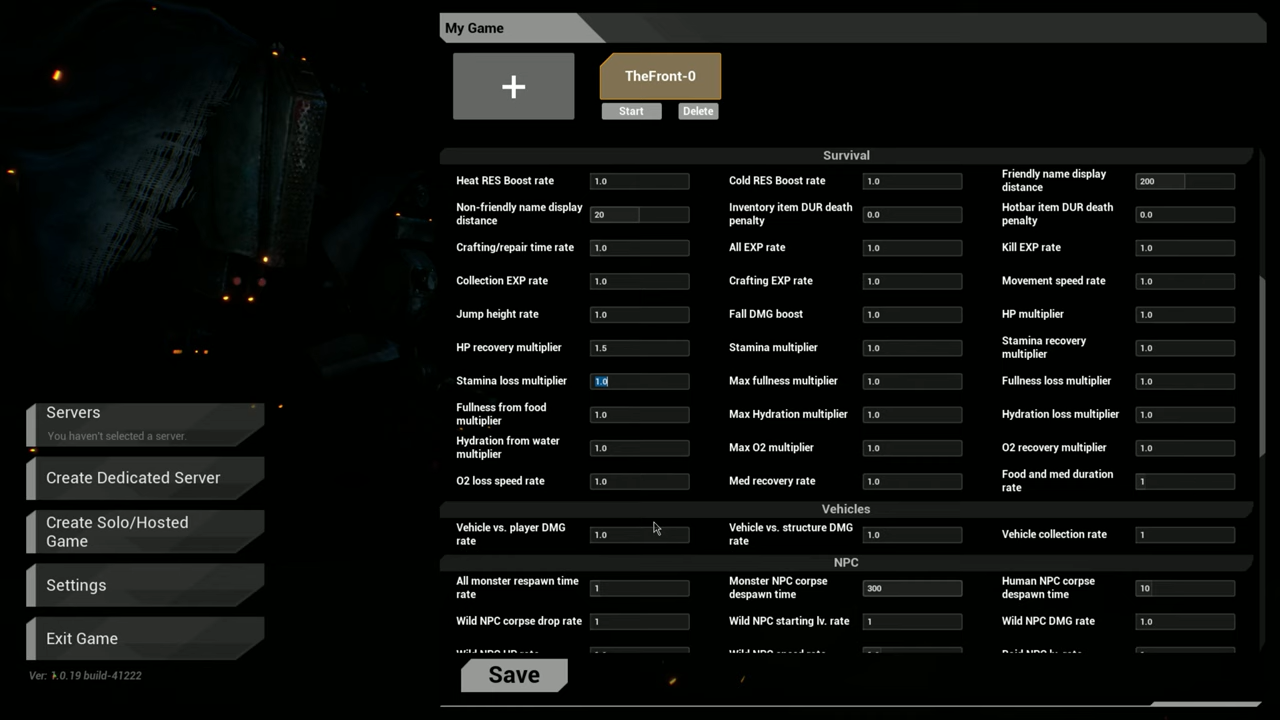 My Game
+
TheFront-0
Start
Delete
Survival
Heat RES Boost rate
1.0
Cold RES Boost rate
1.0
Friendly name display
distance
200
Non-friendly name display
distance
20
Inventory item DUR death
penalty
0.0
Hotbar item DUR death
penalty
0.0
Crafting/repair time rate
1.0
All EXP rate
1.0
Kill EXP rate
1.0
Collection EXP rate
1.0
Crafting EXP rate
1.0
Movement speed rate
1.0
Jump height rate
1.0
Fall DMG boost
1.0
HP multiplier
1.0
HP recovery multiplier
1.5
Stamina multiplier
1.0
Stamina recovery
multiplier
1.0
Stamina loss multiplier
1.0
Max fullness multiplier
1.0
Fullness loss multiplier
1.0
Fullness from food
multiplier
1.0
Max Hydration multiplier
1.0
Hydration loss multiplier
1.0
Hydration from water
multiplier
1.0
Max O2 multiplier
1.0
O2 recovery multiplier
1.0
O2 loss speed rate
1.0
Med recovery rate
1.0
Food and med duration
rate
1
Vehicles
Vehicle vs. player DMG
rate
1.0
Vehicle vs. structure DMG
rate
1.0
Vehicle collection rate
1
NPC
All monster respawn time
rate
1
Monster NPC corpse
despawn time
300
Human NPC corpse
despawn time
10
Wild NPC corpse drop rate
1
Wild NPC starting lv. rate
1
Wild NPC DMG rate
1.0
Save
Servers
You haven't selected a server.
Create Dedicated Server
Create Solo/Hosted
Game
Settings
Exit Game
Ver: 1.0.19 build-41222